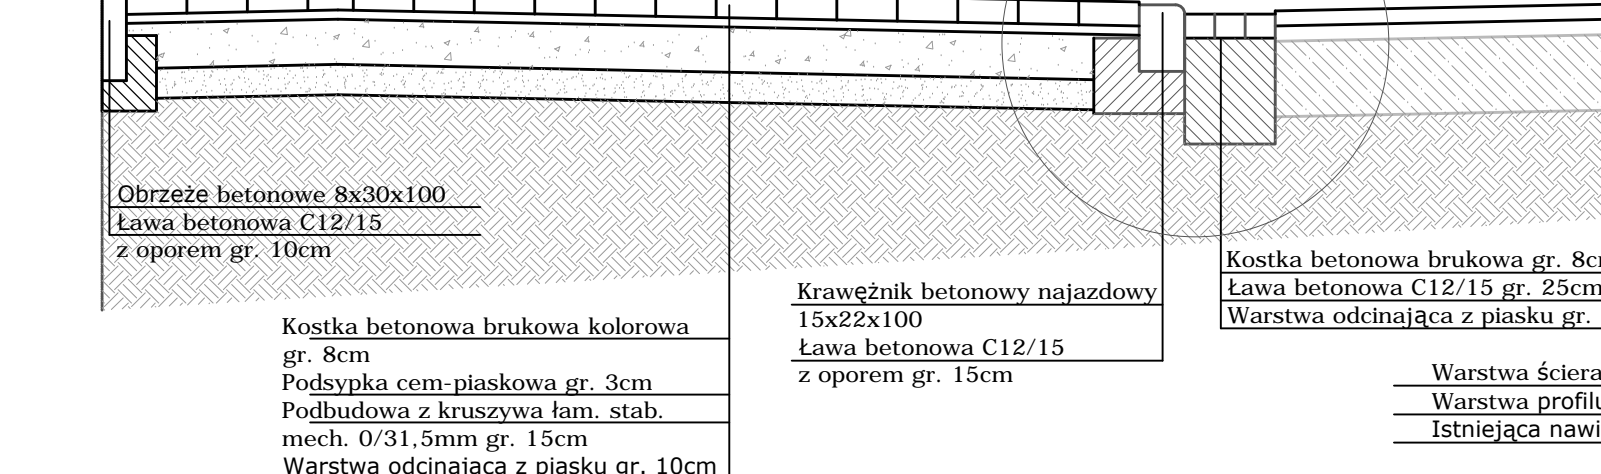 Obrzeże betonowe 8x30x100
Ława betonowa C12/15
z oporem gr. 10cm
Kostka betonowa brukowa kolorowa
gr. 8cm
Podsypka cem-piaskowa gr. 3cm
Podbudowa z kruszywa łam. stab.
mech. 0/31,5mm gr. 15cm
Warstwa odcinająca z piasku gr. 10cm
Krawężnik betonowy najazdowy
15x22x100
Ława betonowa C12/15
z oporem gr. 15cm
Kostka betonowa brukowa gr.
Ława betonowa C12/15 gr. 25cm
Warstwa odcinająca z piasku gr.
Warstwa
Warstwa
Istniejąca